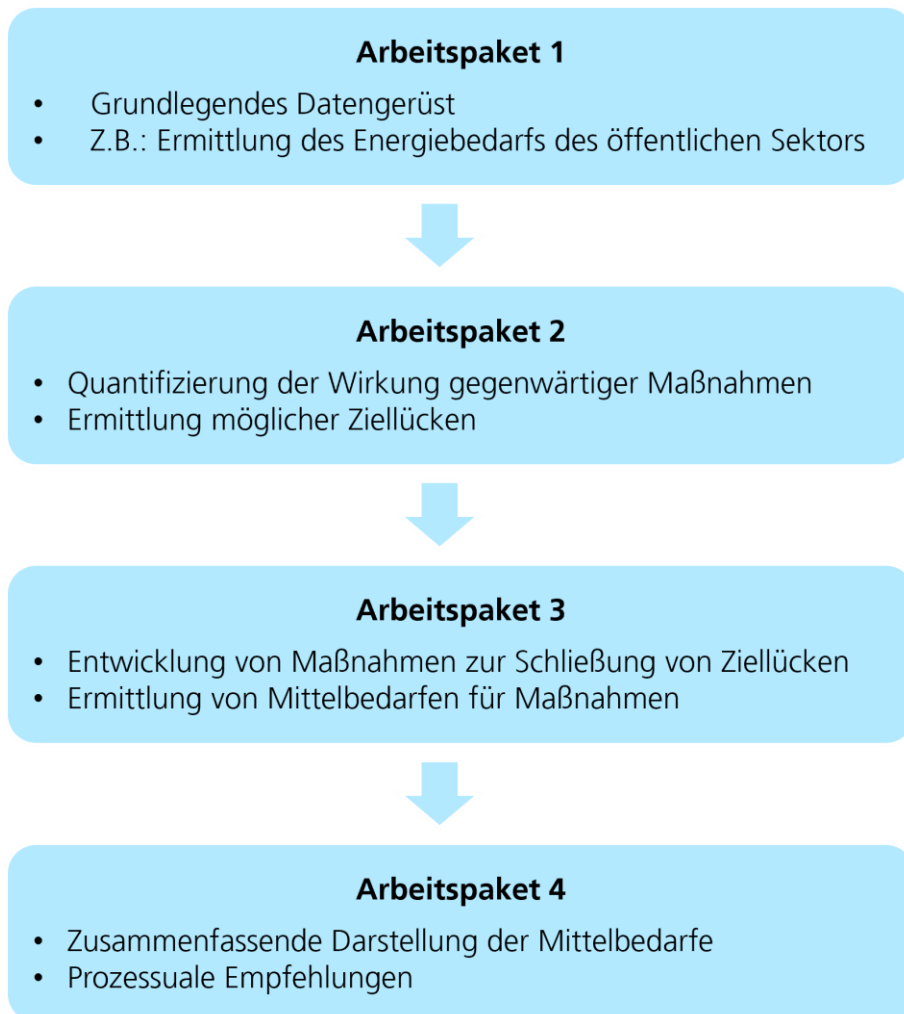 Arbeitspaket 1
• Grundlegendes Datengerüst
• Z.B.: Ermittlung des Energiebedarfs des öffentlichen Sektors
Arbeitspaket 2
• Quantifizierung der Wirkung gegenwärtiger Maßnahmen
• Ermittlung möglicher Ziellücken
Arbeitspaket 3
• Entwicklung von Maßnahmen zur Schließung von Ziellücken
• Ermittlung von Mittelbedarfen für Maßnahmen
Arbeitspaket 4
• Zusammenfassende Darstellung der Mittelbedarfe
• Prozessuale Empfehlungen